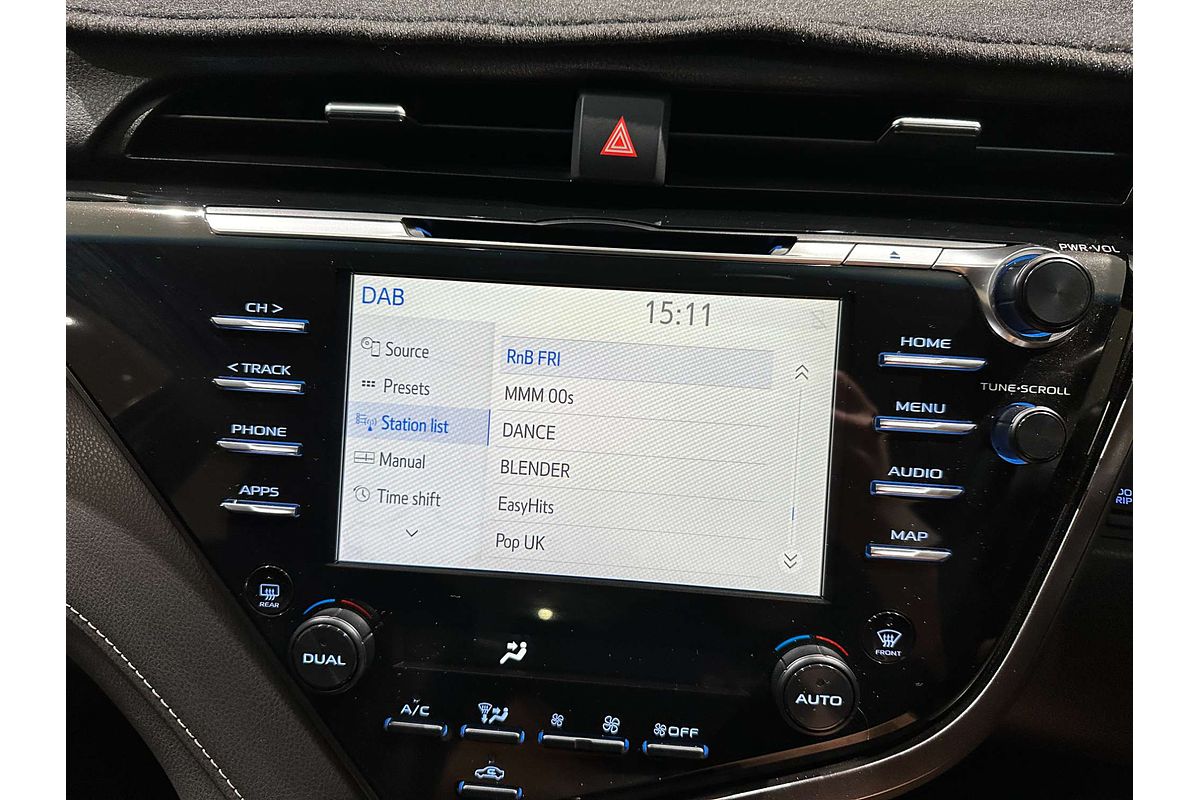 PWR•VOL
CH >
< TRACK
PHONE
APPS
DAB
15:11
Source
Presets
Station list
Manual
Time shift
RnB FRI
MMM 00s
DANCE
BLENDER
EasyHits
Pop UK
HOME
TUNE•SCROLL
MENU
AUDIO
MAP
REAR
DUAL
FRONT
AUTO
A/C
OFF